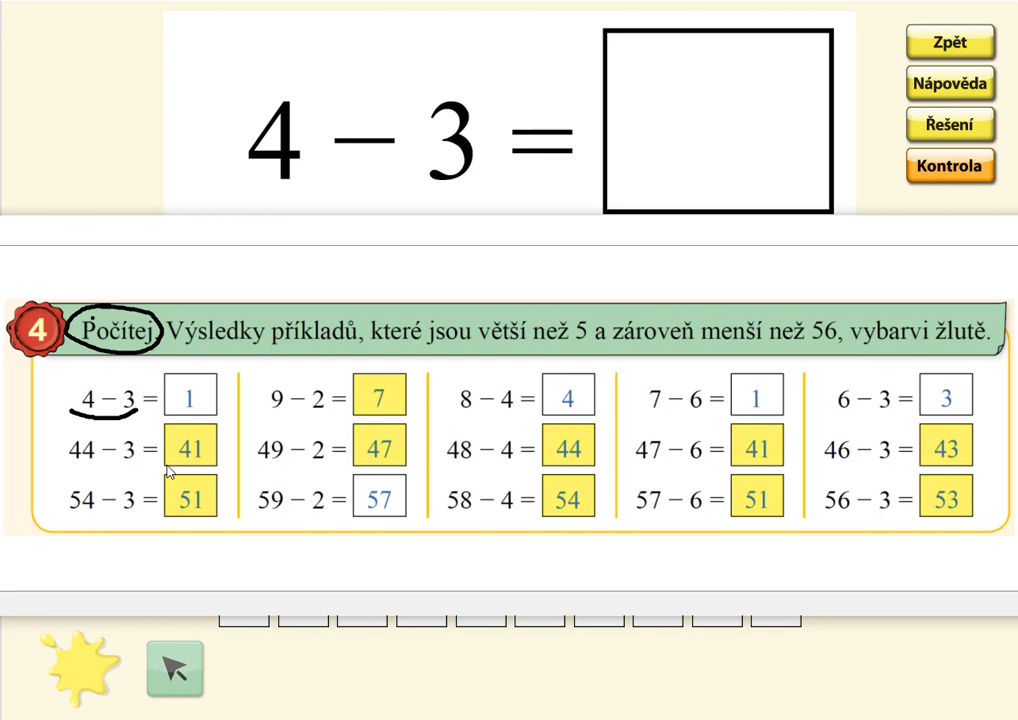 4 − 3 =
Zpět
Nápověda
Řešení
Kontrola
4 Počítej. Výsledky příkladů, které jsou větší než 5 a zároveň menší než 56, vybarvi žlutě.
4 − 3 = 1 9 − 2 = 7 8 − 4 = 4 7 − 6 = 1 6 − 3 = 3
44 − 3 = 41 49 − 2 = 47 48 − 4 = 44 47 − 6 = 41 46 − 3 = 43
54 − 3 = 51 59 − 2 = 57 58 − 4 = 54 57 − 6 = 51 56 − 3 = 53